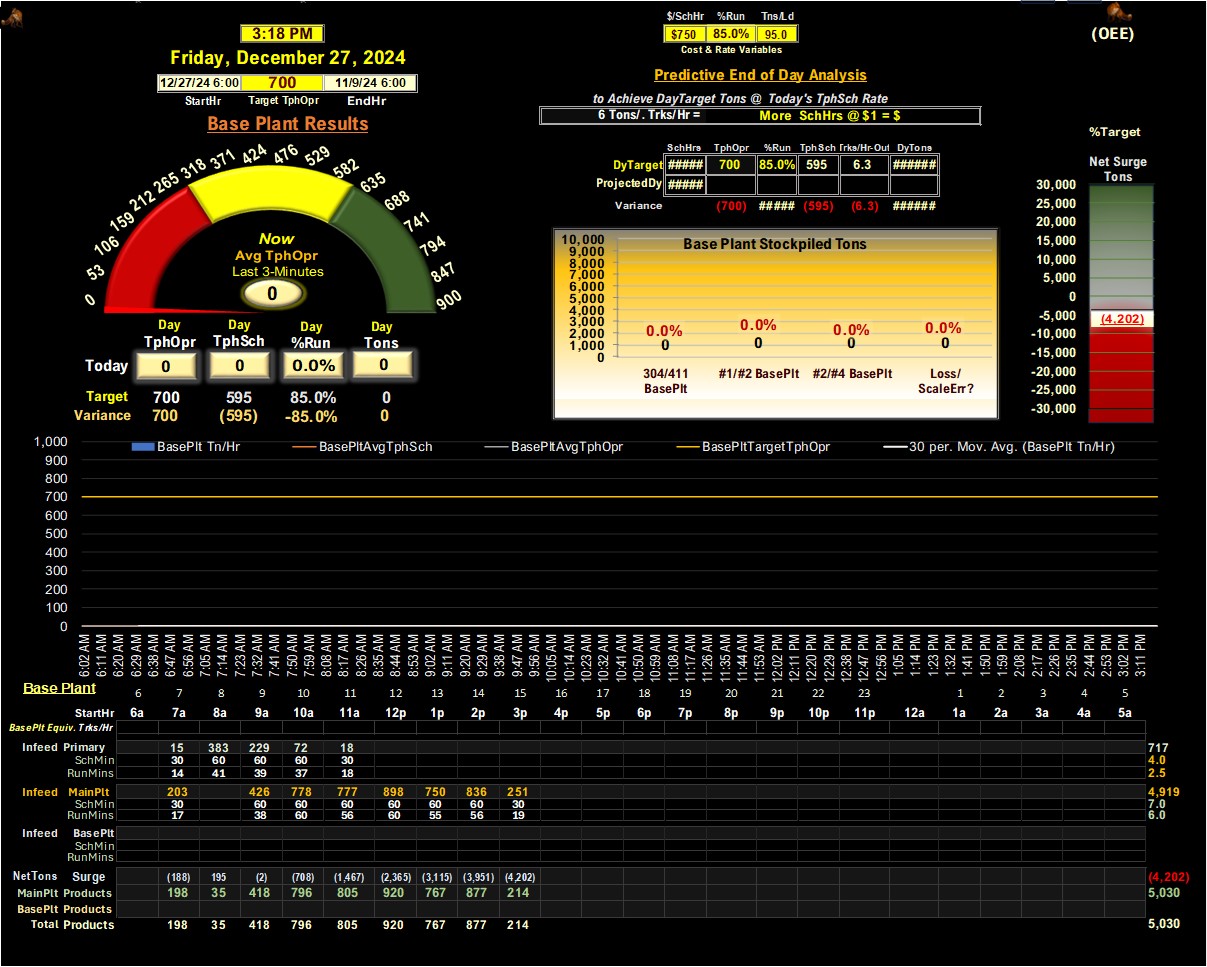 3:18 PM
Friday, December 27, 2024
12/27/24 6:00 700 11/9/24 6:00
StartHr Target TphOpr EndHr
Base Plant Results
0 53 106 159 212 265 318 371 424 476 529 582 635 688 741 794 847 900
Now
Avg TphOpr
Last 3-Minutes
0
Day Day Day Day
TphOpr TphSch %Run Tons
Today 0 0 0.0% 0
Target 700 595 85.0% 0
Variance 700 (595) -85.0% 0
$/SchHr %Run Tns/Ld
$750 85.0% 95.0
Cost & Rate Variables
Predictive End of Day Analysis
to Achieve DayTarget Tons @ Today's TphSch Rate
6 Tons/. Trks/Hr = More SchHrs @ $1 = $
SchHrs TphOpr %Run TphSch Trks/Hr-Out DyTons
DyTarget ##### 700 85.0% 595 6.3 ######
ProjectedDy #####
Variance (700) ##### (595) (6.3) ######
Base Plant Stockpiled Tons
10,000
9,000
8,000
7,000
6,000
5,000
4,000
3,000
2,000
1,000
0
0.0% 0.0% 0.0% 0.0%
0 0 0 0
304/411 BasePlt
#1/#2 BasePlt
#2/#4 BasePlt
Loss/ ScaleErr?
(OEE)
%Target
Net Surge
Tons
30,000
25,000
20,000
15,000
10,000
5,000
0
-5,000
-10,000
-15,000
-20,000
-25,000
-30,000
(4,202)
BasePlt Tn/Hr BasePltAvgTphSch BasePltAvgTphOpr BasePltTargetTphOpr 30 per. Mov. Avg. (BasePlt Tn/Hr)
1,000
900
800
700
600
500
400
300
200
100
0
6:02 AM 6:11 AM 6:20 AM 6:29 AM 6:38 AM 6:47 AM 6:56 AM 7:05 AM 7:14 AM 7:23 AM 7:32 AM 7:41 AM 7:50 AM 7:59 AM 8:08 AM 8:17 AM 8:26 AM 8:35 AM 8:44 AM 8:53 AM 9:02 AM 9:11 AM 9:20 AM 9:29 AM 9:38 AM 9:47 AM 9:56 AM 10:05 AM 10:14 AM 10:23 AM 10:32 AM 10:41 AM 10:50 AM 10:59 AM 11:08 AM 11:17 AM 11:26 AM 11:35 AM 11:44 AM 11:53 AM 12:02 PM 12:11 PM 12:20 PM 12:29 PM 12:38 PM 12:47 PM 12:56 PM 1:05 PM 1:14 PM 1:23 PM 1:32 PM 1:41 PM 1:50 PM 1:59 PM 2:08 PM 2:17 PM 2:26 PM 2:35 PM 2:44 PM 2:53 PM 3:02 PM 3:11 PM
Base Plant 6 7 8 9 10 11 12 13 14 15 16 17 18 19 20 21 22 23 1 2 3 4 5
StartHr 6a 7a 8a 9a 10a 11a 12p 1p 2p 3p 4p 5p 6p 7p 8p 9p 10p 11p 12a 1a 2a 3a 4a 5a
BasePlt Equiv. Trks/Hr
Infeed Primary 15 383 229 72 18 717
SchMin 30 60 60 60 30 4.0
RunMins 14 41 39 37 18 2.5
Infeed MainPlt 203 426 778 777 898 750 836 251 4,919
SchMin 30 60 60 60 60 60 60 30 7.0
RunMins 17 38 60 56 60 55 56 19 6.0
Infeed BasePlt
SchMin
RunMins
NetTons Surge (188) 195 (2) (708) (1,467) (2,365) (3,115) (3,951) (4,202) (4,202)
MainPlt Products 198 35 418 796 805 920 767 877 214 5,030
BasePlt Products
Total Products 198 35 418 796 805 920 767 877 214 5,030